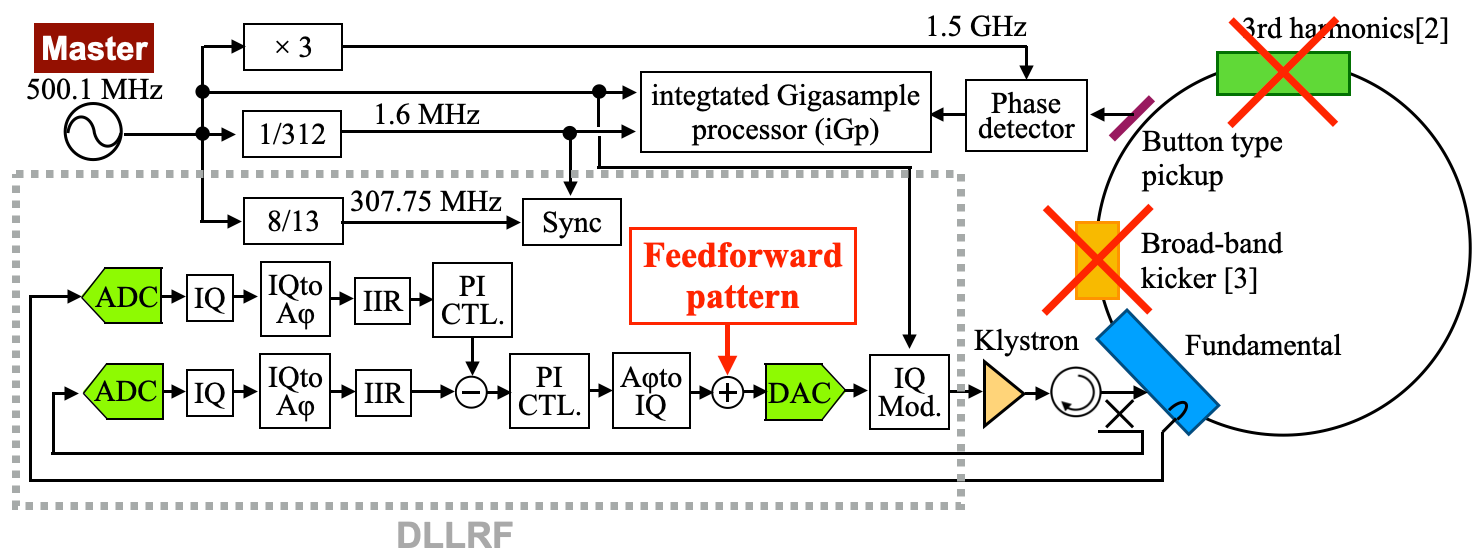 Master
500.1 MHz
× 3
1.5 GHz
3rd harmonics[2]
integtated Gigasample
processor (iGp)
Phase
detector
1/312
1.6 MHz
Button type
pickup
8/13
307.75 MHz
Sync
Feedforward
pattern
Broad-band
kicker [3]
ADC
IQ
IQto
Aφ
IIR
PI
CTL.
Klystron
Fundamental
ADC
IQ
IQto
Aφ
IIR
−
PI
CTL.
Aφto
IQ
+
DAC
IQ
Mod.
DLLRF